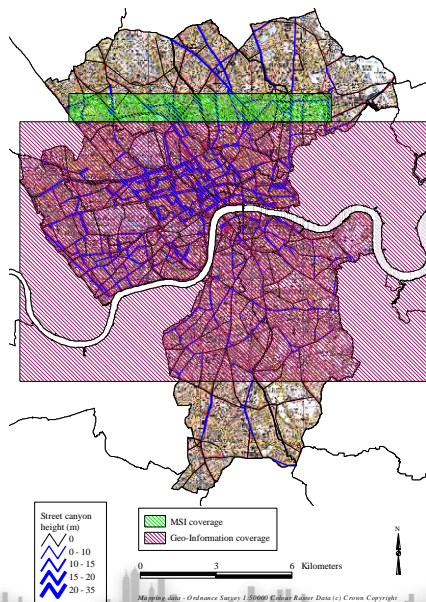 Street canyon
height (m)
0
0 - 10
10 - 15
15 - 20
20 - 35
MSI coverage
Geo-Information coverage
0 3 6 Kilometers
N
Mapping data - Ordnance Survey 1:50000 Colour Raster Data (c) Crown Copyright